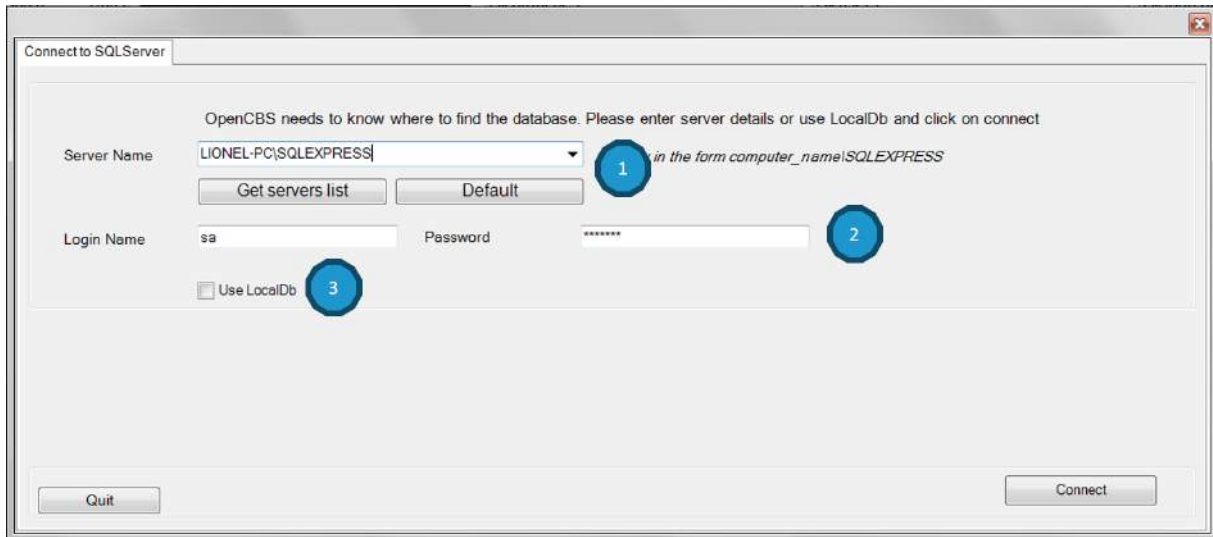 Connect to SQLServer
OpenCBS needs to know where to find the database. Please enter server details or use LocalDb and click on connect
Server Name LIONEL-PC\SQLEXPRESS 1 in the form computer_name\SQLEXPRESS
Get servers list Default
Login Name sa Password ******* 2
Use LocalDb 3
Quit Connect